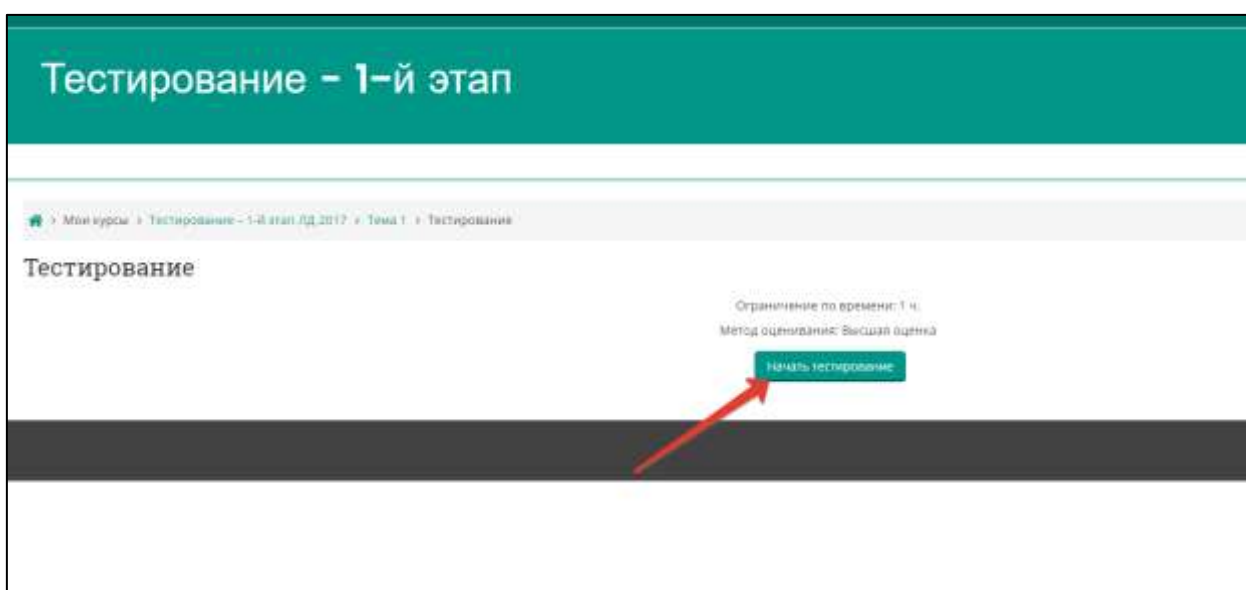 Тестирование - 1-й этап
Мои курсы › Тестирование - 1-й этап ЛД 2017 › Тема 1 › Тестирование
Тестирование
Ограничение по времени: 1 ч.
Метод оценивания: Высшая оценка
Начать тестирование